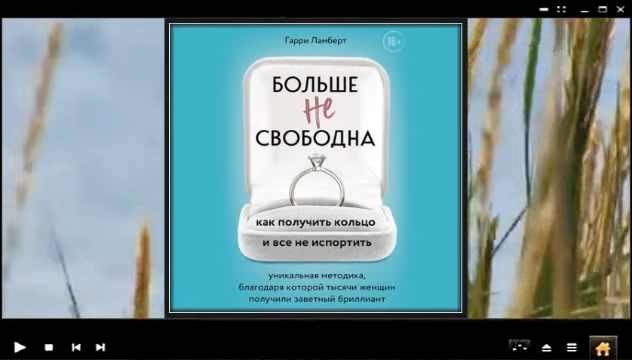 Гарри Ламберт
18+
БОЛЬШЕ
не
СВОБОДНА
как получить кольцо
и все не испортить
уникальная методика,
благодаря которой тысячи женщин
получили заветный бриллиант